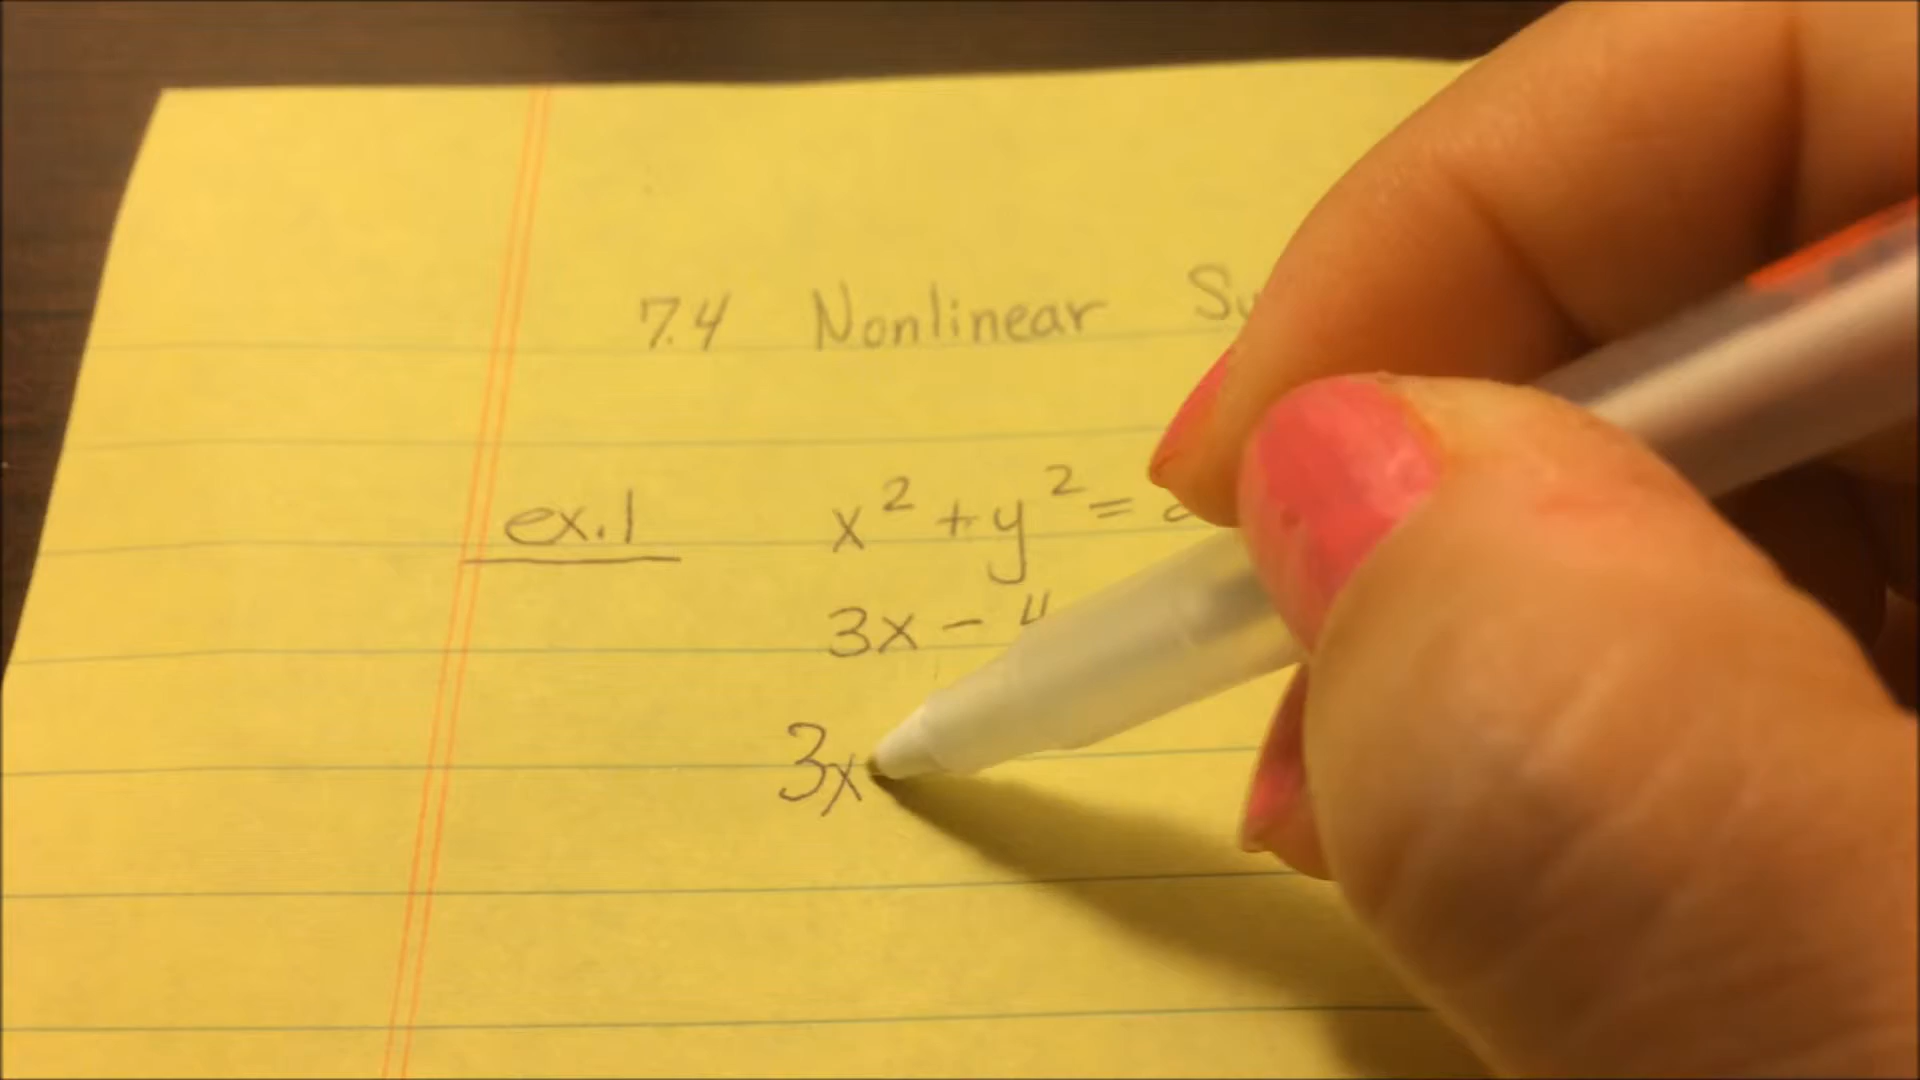 7.4 Nonlinear
ex.1 x² + y² =
3x -
3x